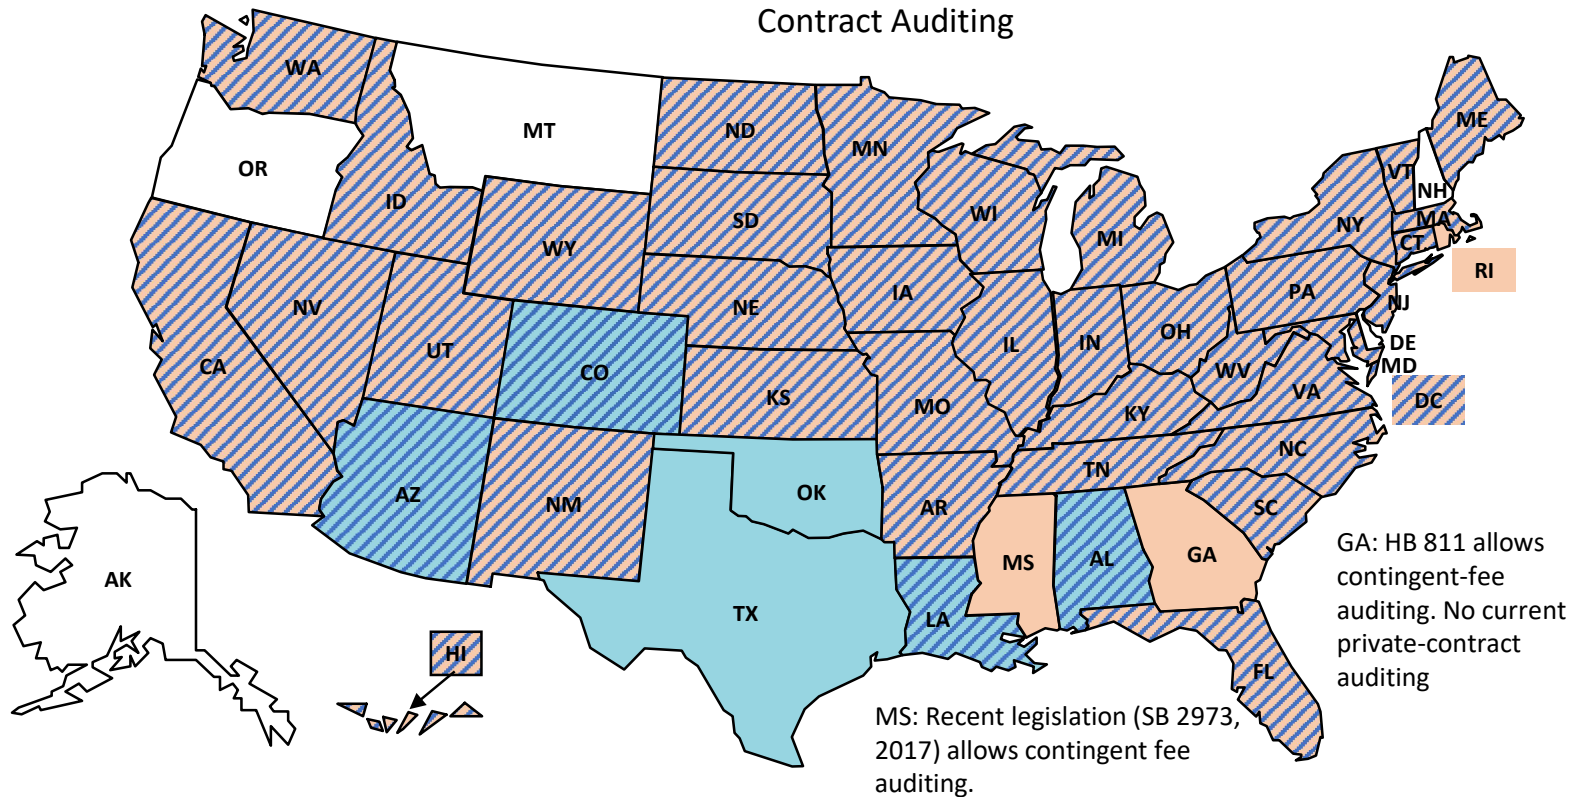 Contract Auditing
WA
MT
ND
MN
ME
OR
ID
WY
SD
WI
MI
VT
NH
NY
MA
CT
RI
NV
UT
CA
CO
NE
IA
IL
IN
OH
PA
NJ
DE
MD
DC
WV
VA
KS
MO
KY
NC
TN
SC
AZ
NM
OK
AR
MS
AL
GA
TX
LA
FL
AK
HI
GA: HB 811 allows
contingent-fee
auditing. No current
private-contract
auditing
MS: Recent legislation (SB 2973,
2017) allows contingent fee
auditing.